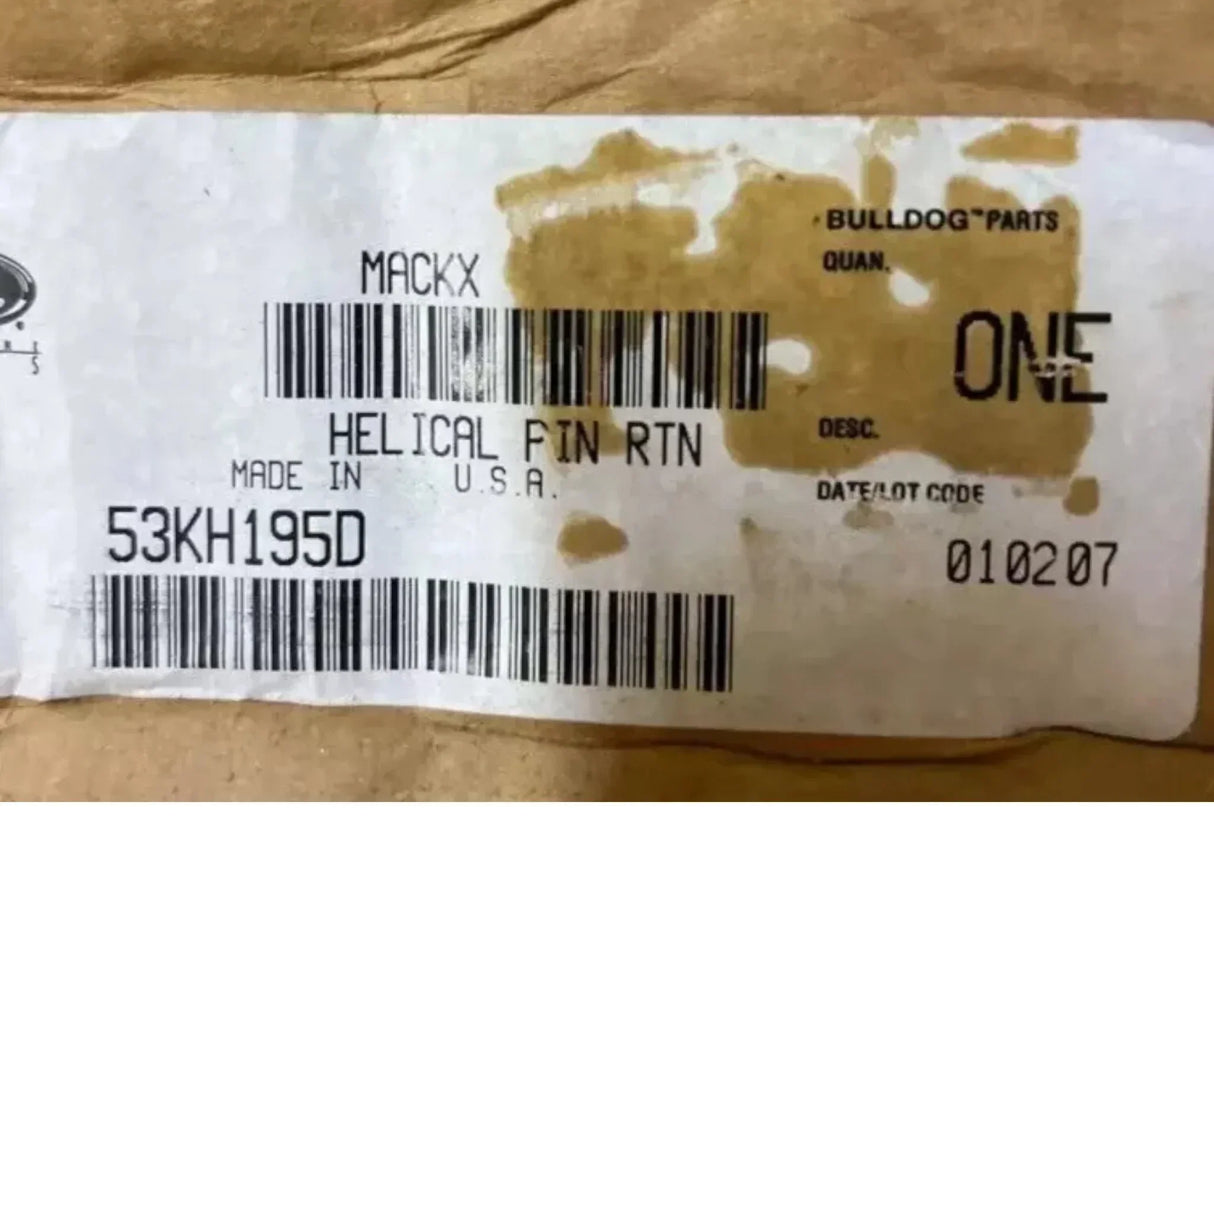 BULLDOG™PARTS
MACKX
QUAN.
ONE
HELICAL PIN RTN
DESC.
MADE IN U.S.A.
DATE/LOT CODE
53KH195D
010207